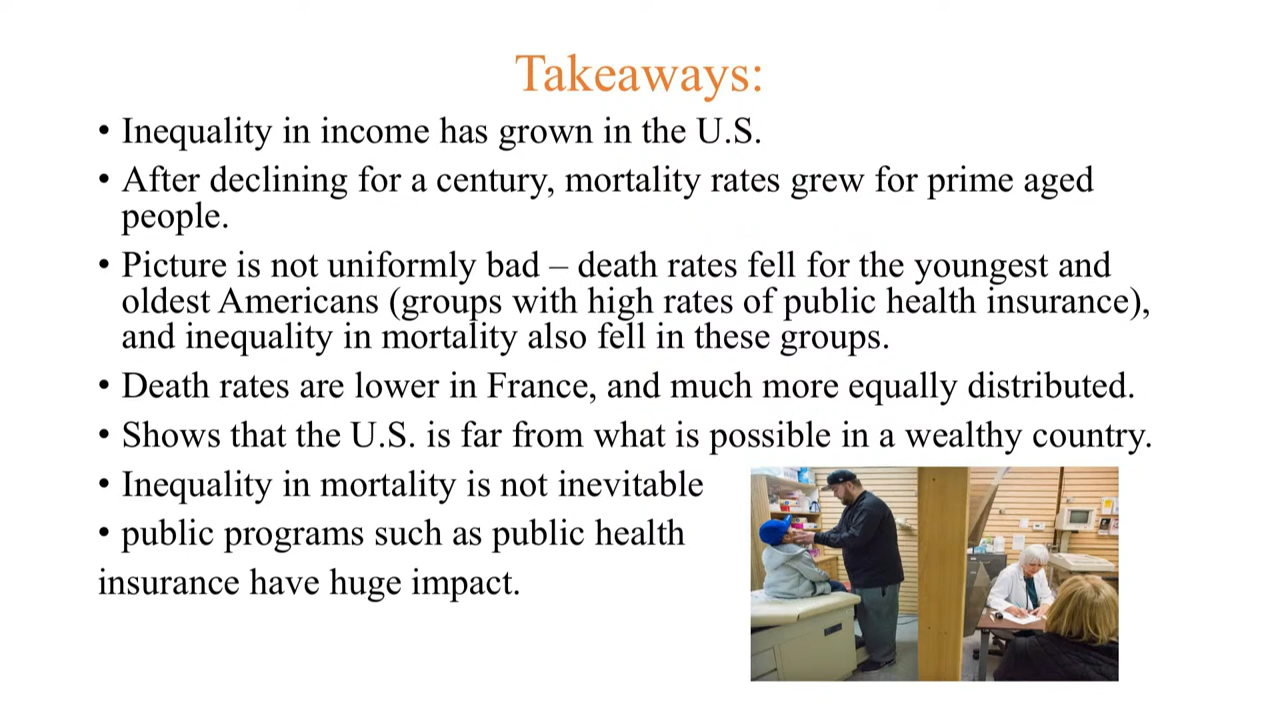 Takeaways:
• Inequality in income has grown in the U.S.
• After declining for a century, mortality rates grew for prime aged
people.
• Picture is not uniformly bad – death rates fell for the youngest and
oldest Americans (groups with high rates of public health insurance),
and inequality in mortality also fell in these groups.
• Death rates are lower in France, and much more equally distributed.
• Shows that the U.S. is far from what is possible in a wealthy country.
• Inequality in mortality is not inevitable
• public programs such as public health
insurance have huge impact.